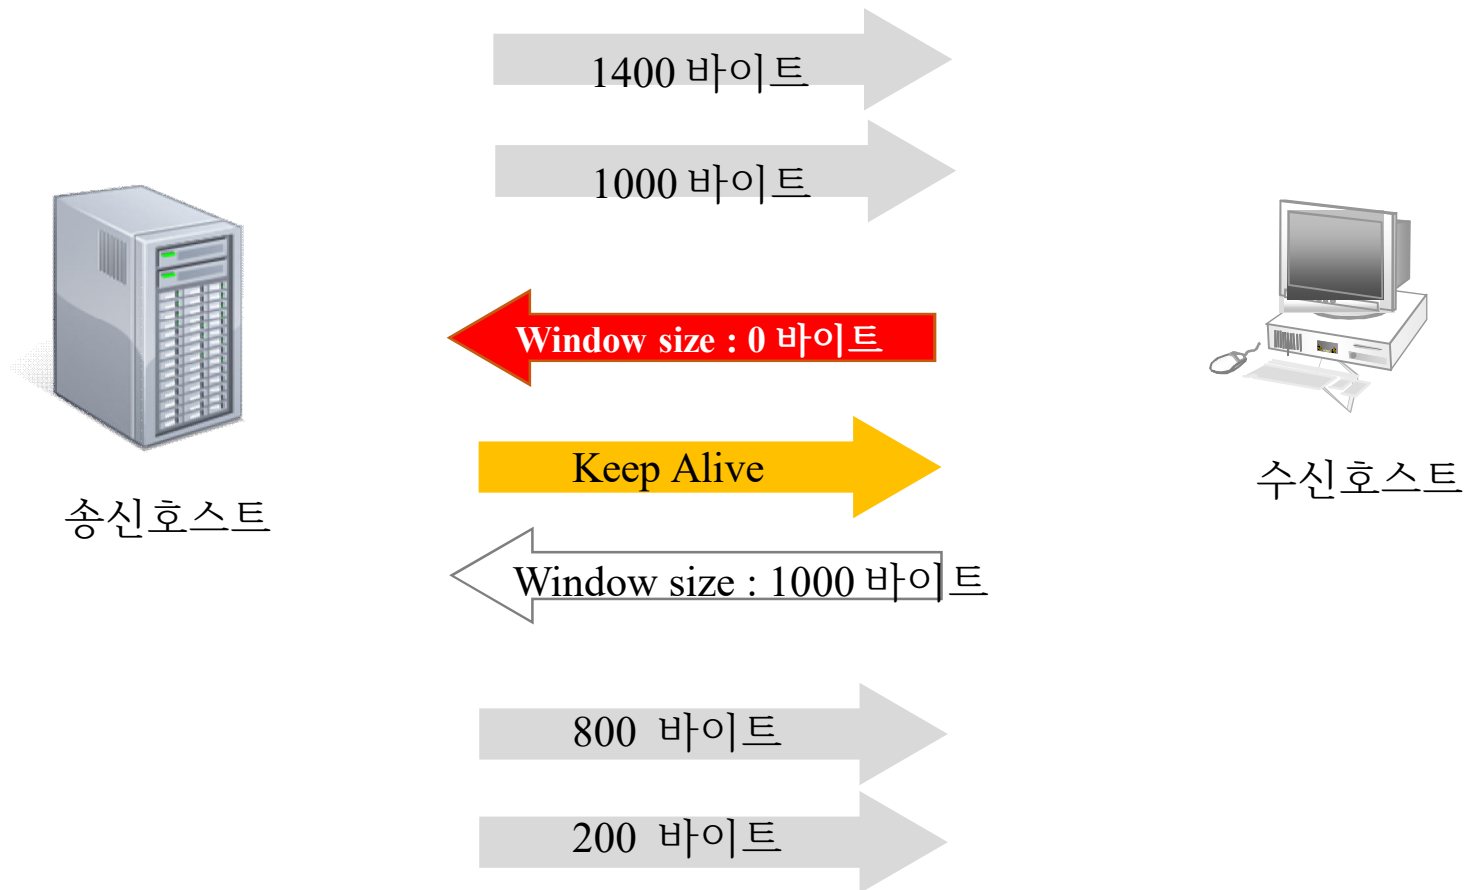 1400 바이트
1000 바이트
Window size : 0 바이트
Keep Alive
수신호스트
송신호스트
Window size : 1000 바이트
800 바이트
200 바이트